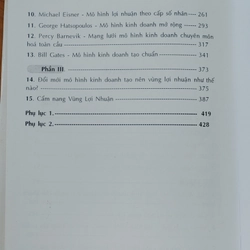 10. Michael Eisner - Mô hình lợi nhuận theo cấp số nhân 261
11. George Hatsopoulos - Mô hình kinh doanh mở rộng 293
12. Percy Barnevik - Mạng lưới mô hình kinh doanh chuyên môn
hoá toàn cầu 317
13. Bill Gates - Mô hình kinh doanh tạo chuẩn 341
Phần III 373
14. Đổi mới mô hình kinh doanh tạo nên vùng lợi nhuận như thế
nào? 375
15. Cẩm nang Vùng Lợi Nhuận 387
Phụ lục 1. 419
Phụ lục 2. 428